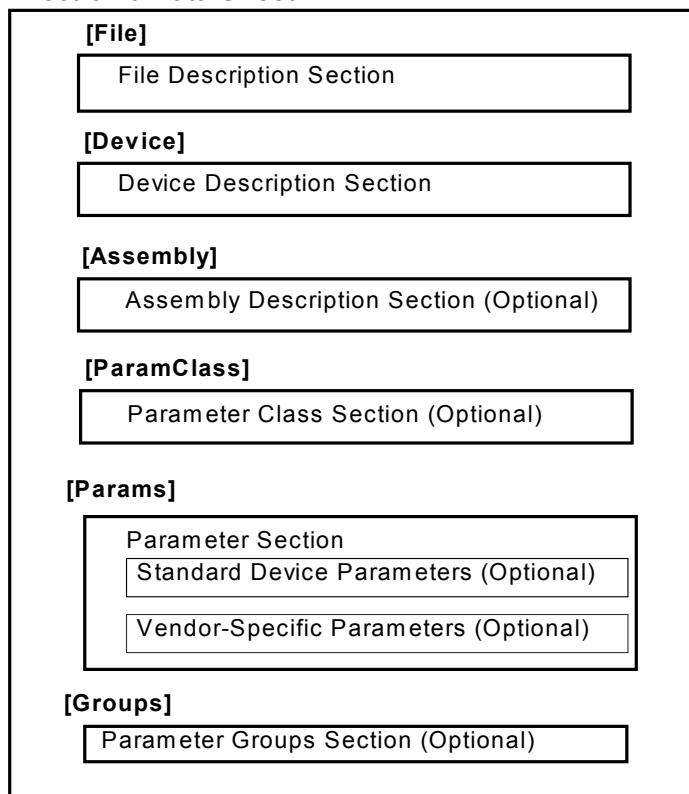 [File]
File Description Section
[Device]
Device Description Section
[Assembly]
Assembly Description Section (Optional)
[ParamClass]
Parameter Class Section (Optional)
[Params]
Parameter Section
Standard Device Parameters (Optional)
Vendor-Specific Parameters (Optional)
[Groups]
Parameter Groups Section (Optional)